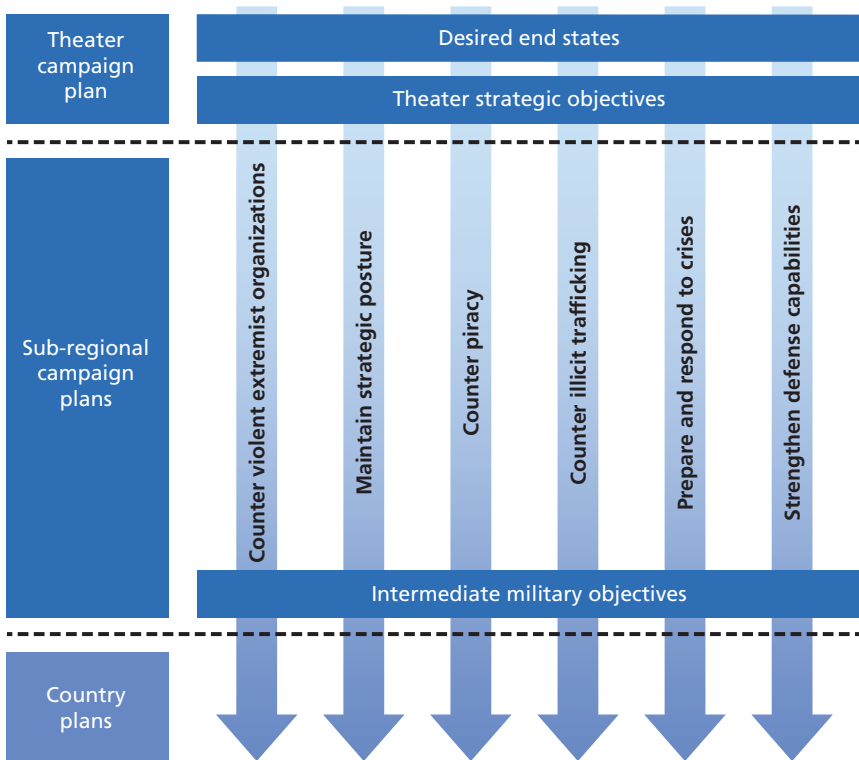 Theater
campaign
plan
Desired end states
Theater strategic objectives
Sub-regional
campaign
plans
Counter violent extremist organizations
Maintain strategic posture
Counter piracy
Counter illicit trafficking
Prepare and respond to crises
Strengthen defense capabilities
Intermediate military objectives
Country
plans